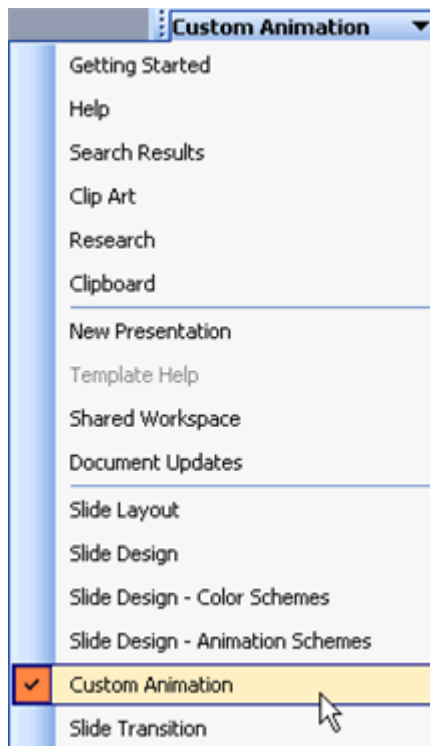 Custom Animation
Getting Started
Help
Search Results
Clip Art
Research
Clipboard
New Presentation
Template Help
Shared Workspace
Document Updates
Slide Layout
Slide Design
Slide Design - Color Schemes
Slide Design - Animation Schemes
Custom Animation
Slide Transition